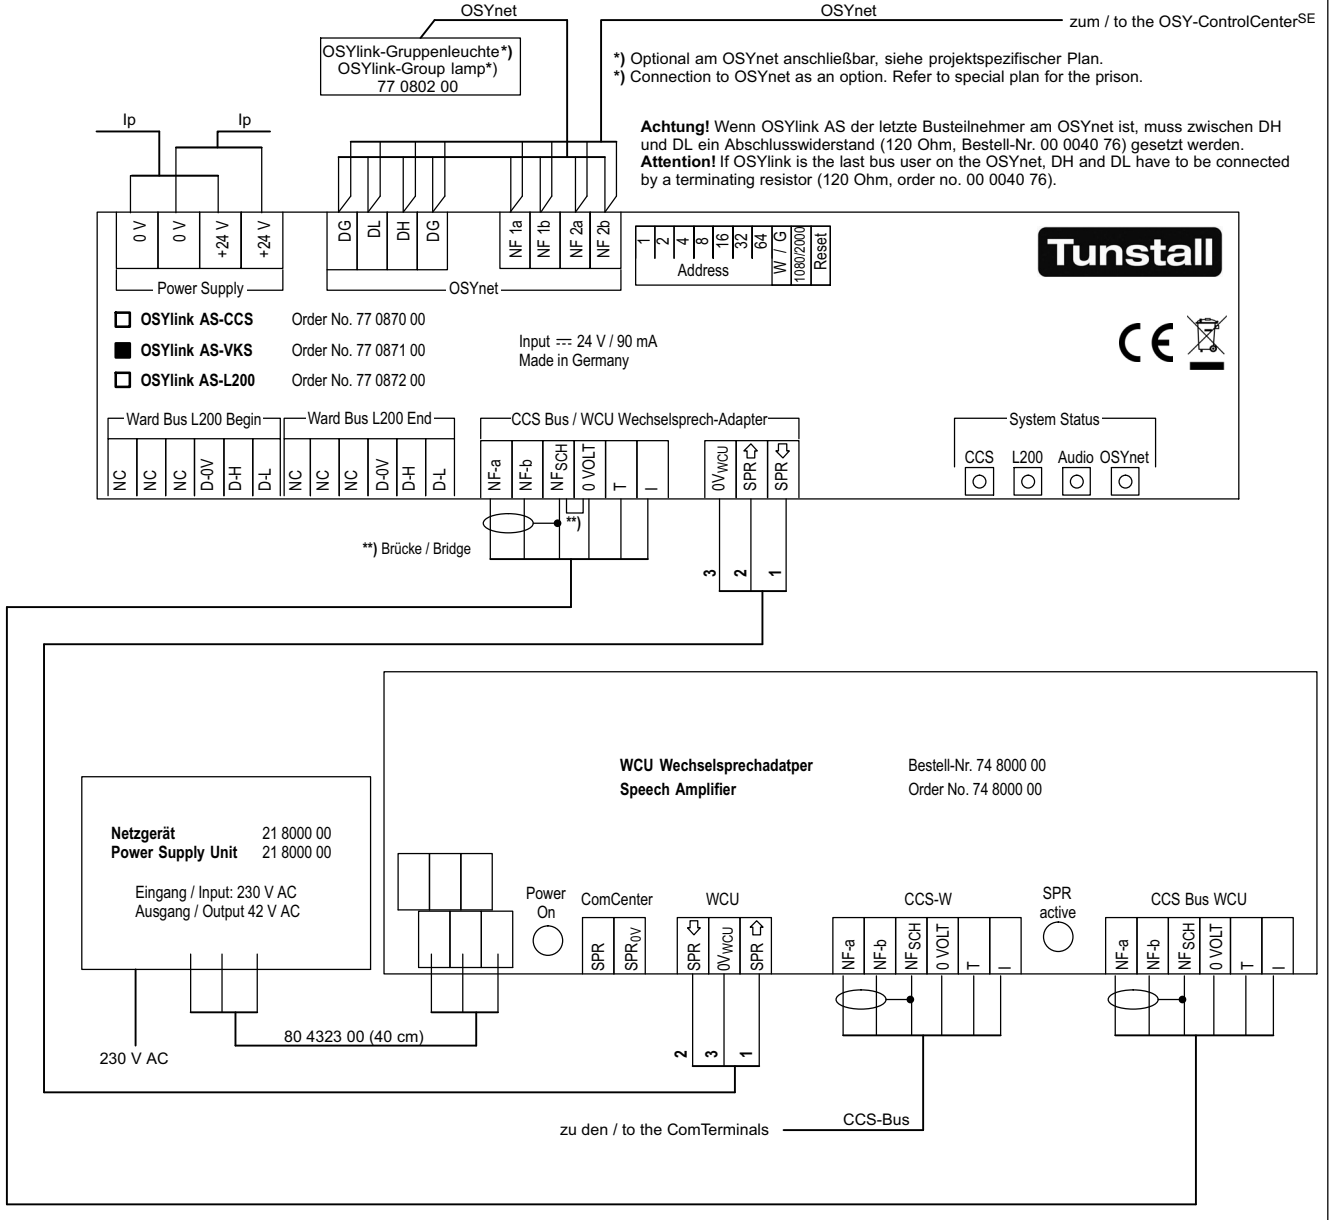 OSYnet
OSYnet
zum / to the OSY-ControlCenterSE
OSYlink-Gruppenleuchte*)
OSYlink-Group lamp*)
77 0802 00
*) Optional am OSYnet anschließbar, siehe projektspezifischer Plan.
*) Connection to OSYnet as an option. Refer to special plan for the prison.
Ip
Ip
Achtung! Wenn OSYlink AS der letzte Busteilnehmer am OSYnet ist, muss zwischen DH
und DL ein Abschlusswiderstand (120 Ohm, Bestell-Nr. 00 0040 76) gesetzt werden.
Attention! If OSYlink is the last bus user on the OSYnet, DH and DL have to be connected
by a terminating resistor (120 Ohm, order no. 00 0040 76).
0 V
0 V
+24 V
+24 V
DG
DL
DH
DG
NF 1a
NF 1b
NF 2a
NF 2b
1
2
4
8
16
32
64
W / G
1080/2000
Reset
Address
Tunstall
Power Supply
OSYnet
OSYlink AS-CCS Order No. 77 0870 00
OSYlink AS-VKS Order No. 77 0871 00
OSYlink AS-L200 Order No. 77 0872 00
Input 24 V / 90 mA
Made in Germany
CE
Ward Bus L200 Begin
Ward Bus L200 End
CCS Bus / WCU Wechselsprech-Adapter
System Status
NC
NC
NC
D-0V
D-H
D-L
NC
NC
NC
D-0V
D-H
D-L
NF-a
NF-b
NFSCH
0 VOLT
T
I
0VWCU
SPR
SPR
CCS
L200
Audio
OSYnet
**)
**) Brücke / Bridge
3
2
1
WCU Wechselsprechadatper Bestell-Nr. 74 8000 00
Speech Amplifier Order No. 74 8000 00
Netzgerät 21 8000 00
Power Supply Unit 21 8000 00
Eingang / Input: 230 V AC
Ausgang / Output 42 V AC
Power
On
ComCenter
WCU
CCS-W
SPR
active
CCS Bus WCU
SPR
SPR0V
SPR
0VWCU
SPR
NF-a
NF-b
NFSCH
0 VOLT
T
I
NF-a
NF-b
NFSCH
0 VOLT
T
I
80 4323 00 (40 cm)
230 V AC
2
3
1
zu den / to the ComTerminals
CCS-Bus